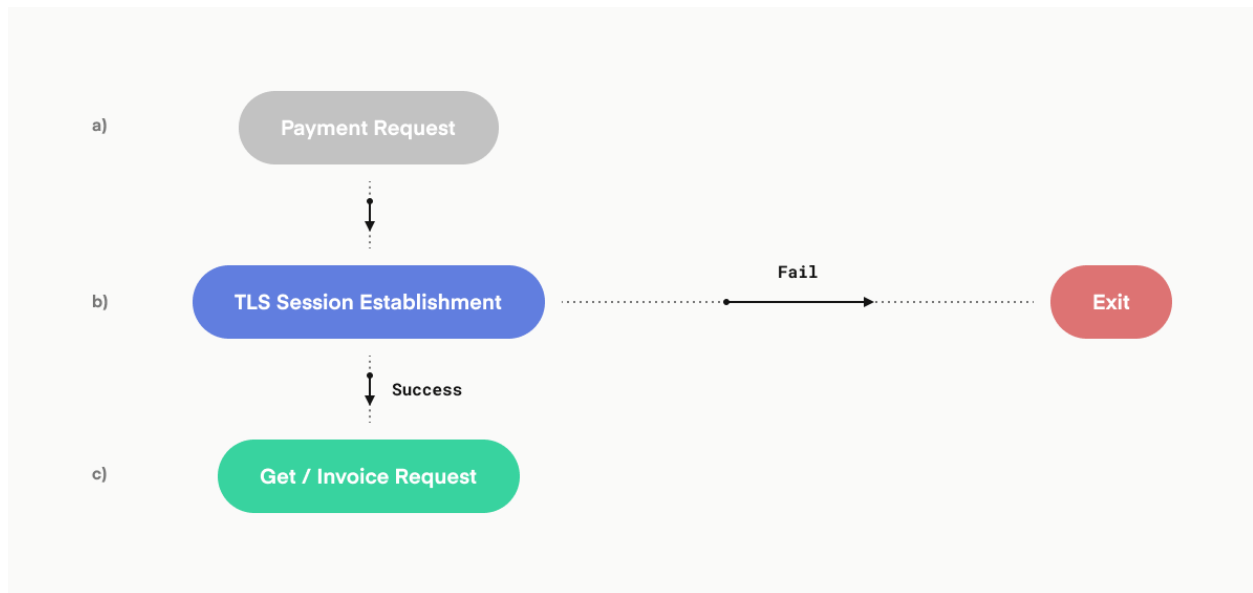 a)
Payment Request
Fail
b)
TLS Session Establishment
Exit
Success
c)
Get / Invoice Request